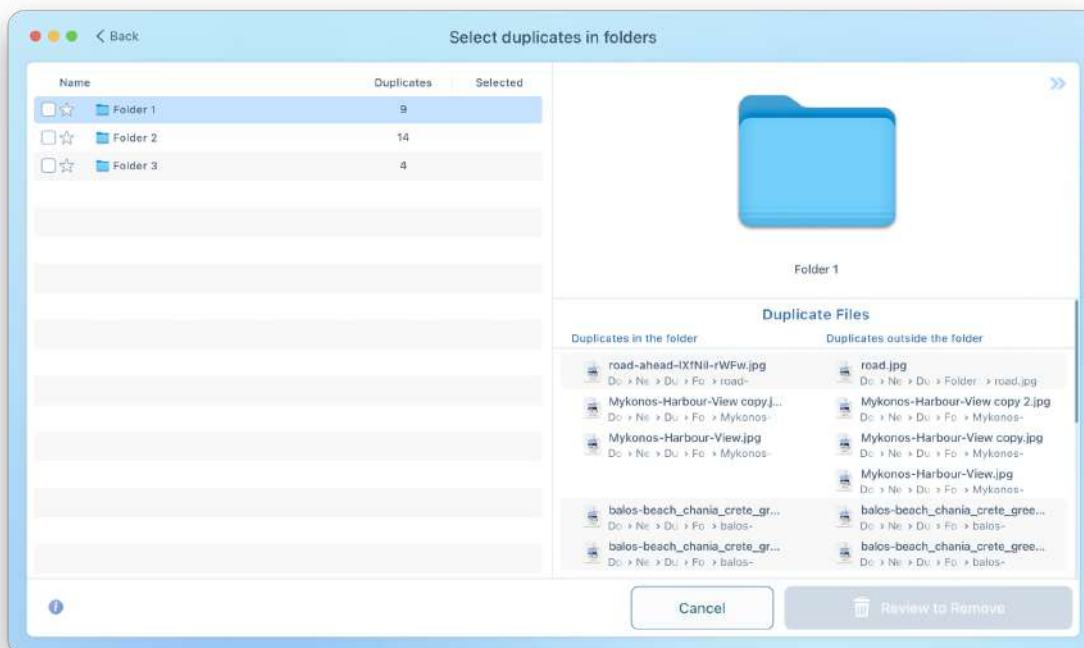 Back
Select duplicates in folders
Name Duplicates Selected
Folder 1 9
Folder 2 14
Folder 3 4
Folder 1
Duplicate Files
Duplicates in the folder Duplicates outside the folder
road-ahead-IXfNiI-rWFw.jpg road.jpg
Do › Ne › Du › Fo › road- Do › Ne › Du › Folder › road.jpg
Mykonos-Harbour-View copy.j... Mykonos-Harbour-View copy 2.jpg
Do › Ne › Du › Fo › Mykonos- Do › Ne › Du › Fo › Mykonos-
Mykonos-Harbour-View.jpg Mykonos-Harbour-View copy.jpg
Do › Ne › Du › Fo › Mykonos- Do › Ne › Du › Fo › Mykonos-
Mykonos-Harbour-View.jpg
Do › Ne › Du › Fo › Mykonos-
balos-beach_chania_crete_gr... balos-beach_chania_crete_gree...
Do › Ne › Du › Fo › balos- Do › Ne › Du › Fo › balos-
balos-beach_chania_crete_gr... balos-beach_chania_crete_gree...
Do › Ne › Du › Fo › balos- Do › Ne › Du › Fo › balos-
Cancel Review to Remove